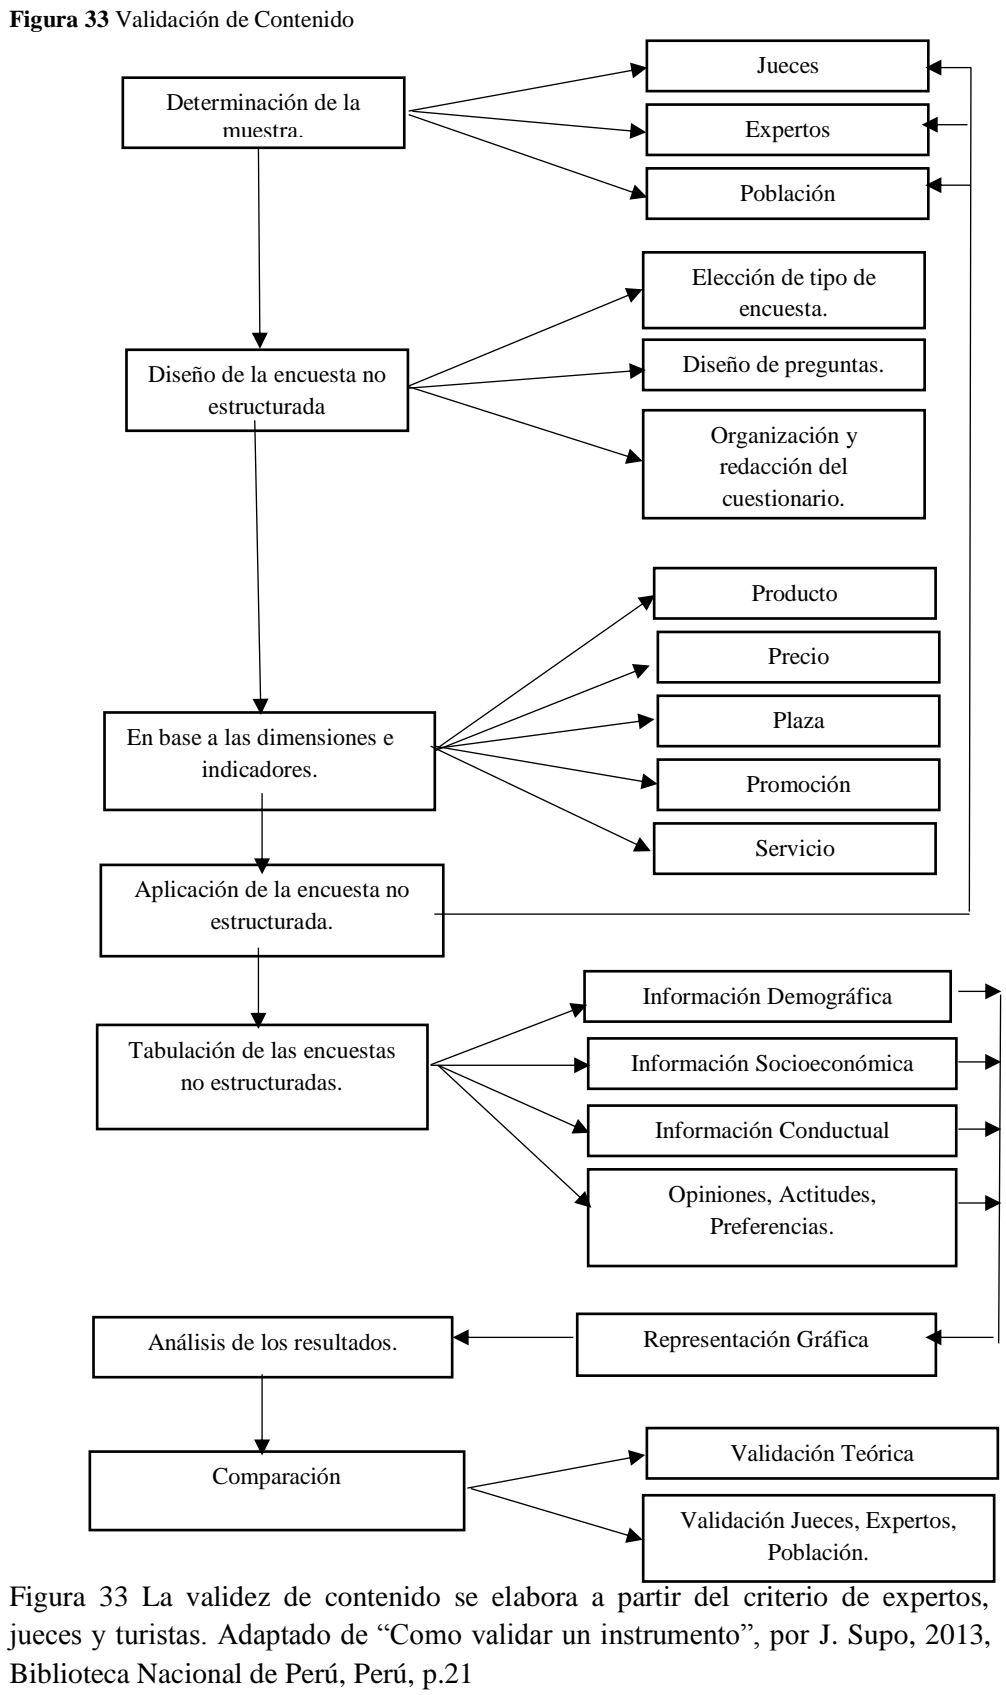 Figura 33 Validación de Contenido
Determinación de la
muestra.
Jueces
Expertos
Población
Diseño de la encuesta no
estructurada
Elección de tipo de
encuesta.
Diseño de preguntas.
Organización y
redacción del
cuestionario.
En base a las dimensiones e
indicadores.
Producto
Precio
Plaza
Promoción
Servicio
Aplicación de la encuesta no
estructurada.
Tabulación de las encuestas
no estructuradas.
Información Demográfica
Información Socioeconómica
Información Conductual
Opiniones, Actitudes,
Preferencias.
Análisis de los resultados.
Representación Gráfica
Comparación
Validación Teórica
Validación Jueces, Expertos,
Población.
Figura 33 La validez de contenido se elabora a partir del criterio de expertos,
jueces y turistas. Adaptado de “Como validar un instrumento”, por J. Supo, 2013,
Biblioteca Nacional de Perú, Perú, p.21